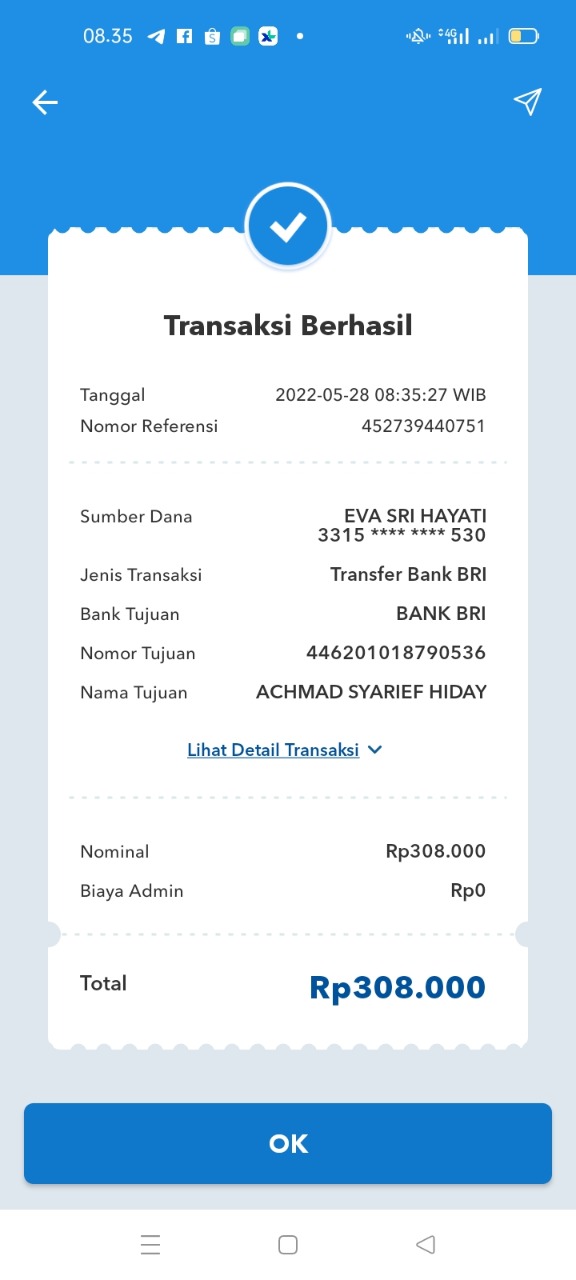 08.35
4G
Transaksi Berhasil
Tanggal 2022-05-28 08:35:27 WIB
Nomor Referensi 452739440751
Sumber Dana EVA SRI HAYATI
3315 **** **** 530
Jenis Transaksi Transfer Bank BRI
Bank Tujuan BANK BRI
Nomor Tujuan 446201018790536
Nama Tujuan ACHMAD SYARIEF HIDAY
Lihat Detail Transaksi
Nominal Rp308.000
Biaya Admin Rp0
Total Rp308.000
OK